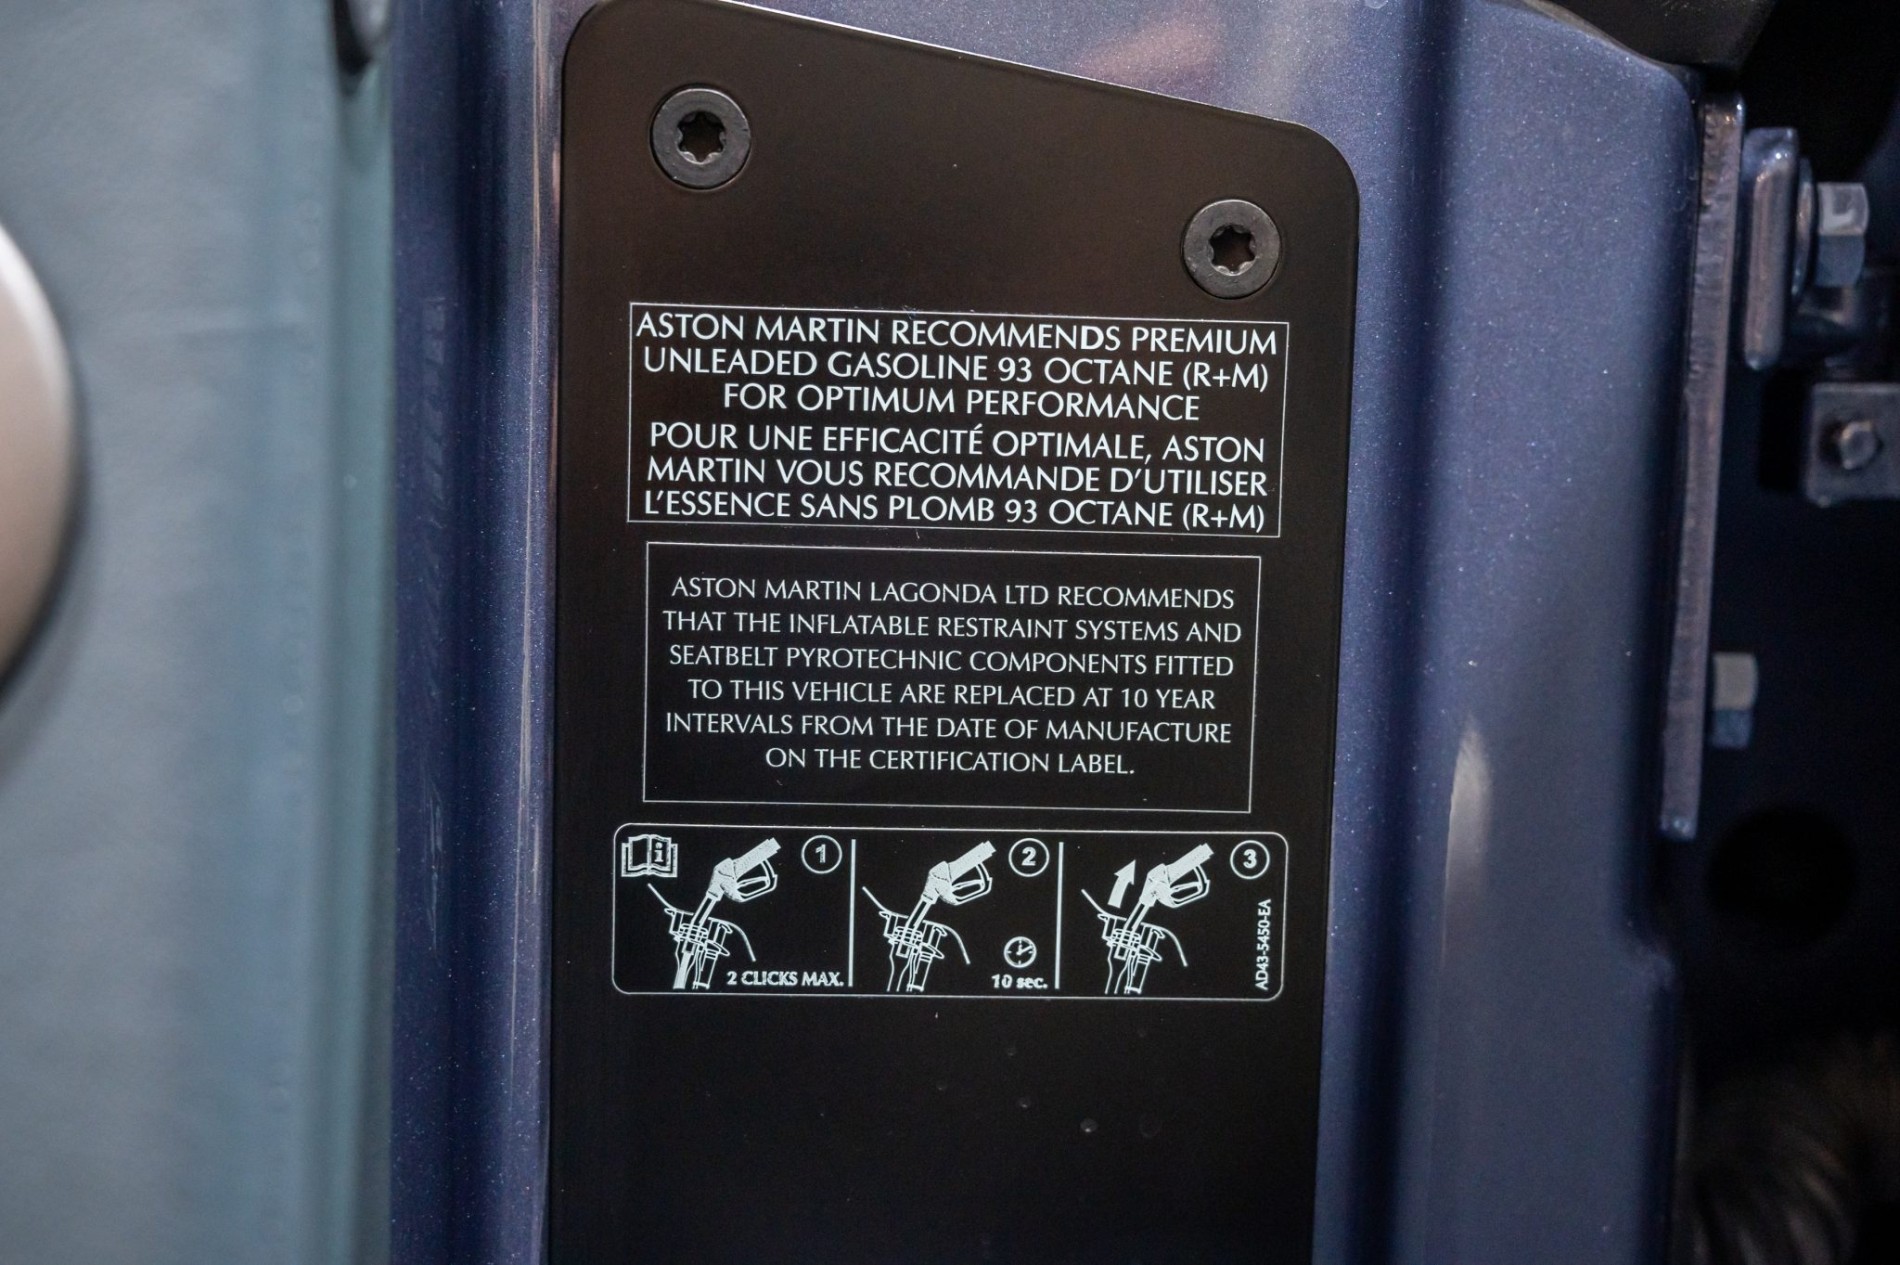 ASTON MARTIN RECOMMENDS PREMIUM
UNLEADED GASOLINE 93 OCTANE (R+M)
FOR OPTIMUM PERFORMANCE
POUR UNE EFFICACITÉ OPTIMALE, ASTON
MARTIN VOUS RECOMMANDE D'UTILISER
L'ESSENCE SANS PLOMB 93 OCTANE (R+M)
ASTON MARTIN LAGONDA LTD RECOMMENDS
THAT THE INFLATABLE RESTRAINT SYSTEMS AND
SEATBELT PYROTECHNIC COMPONENTS FITTED
TO THIS VEHICLE ARE REPLACED AT 10 YEAR
INTERVALS FROM THE DATE OF MANUFACTURE
ON THE CERTIFICATION LABEL.
i
1
2 CLICKS MAX.
2
10 sec.
3
AD43-5450-EA